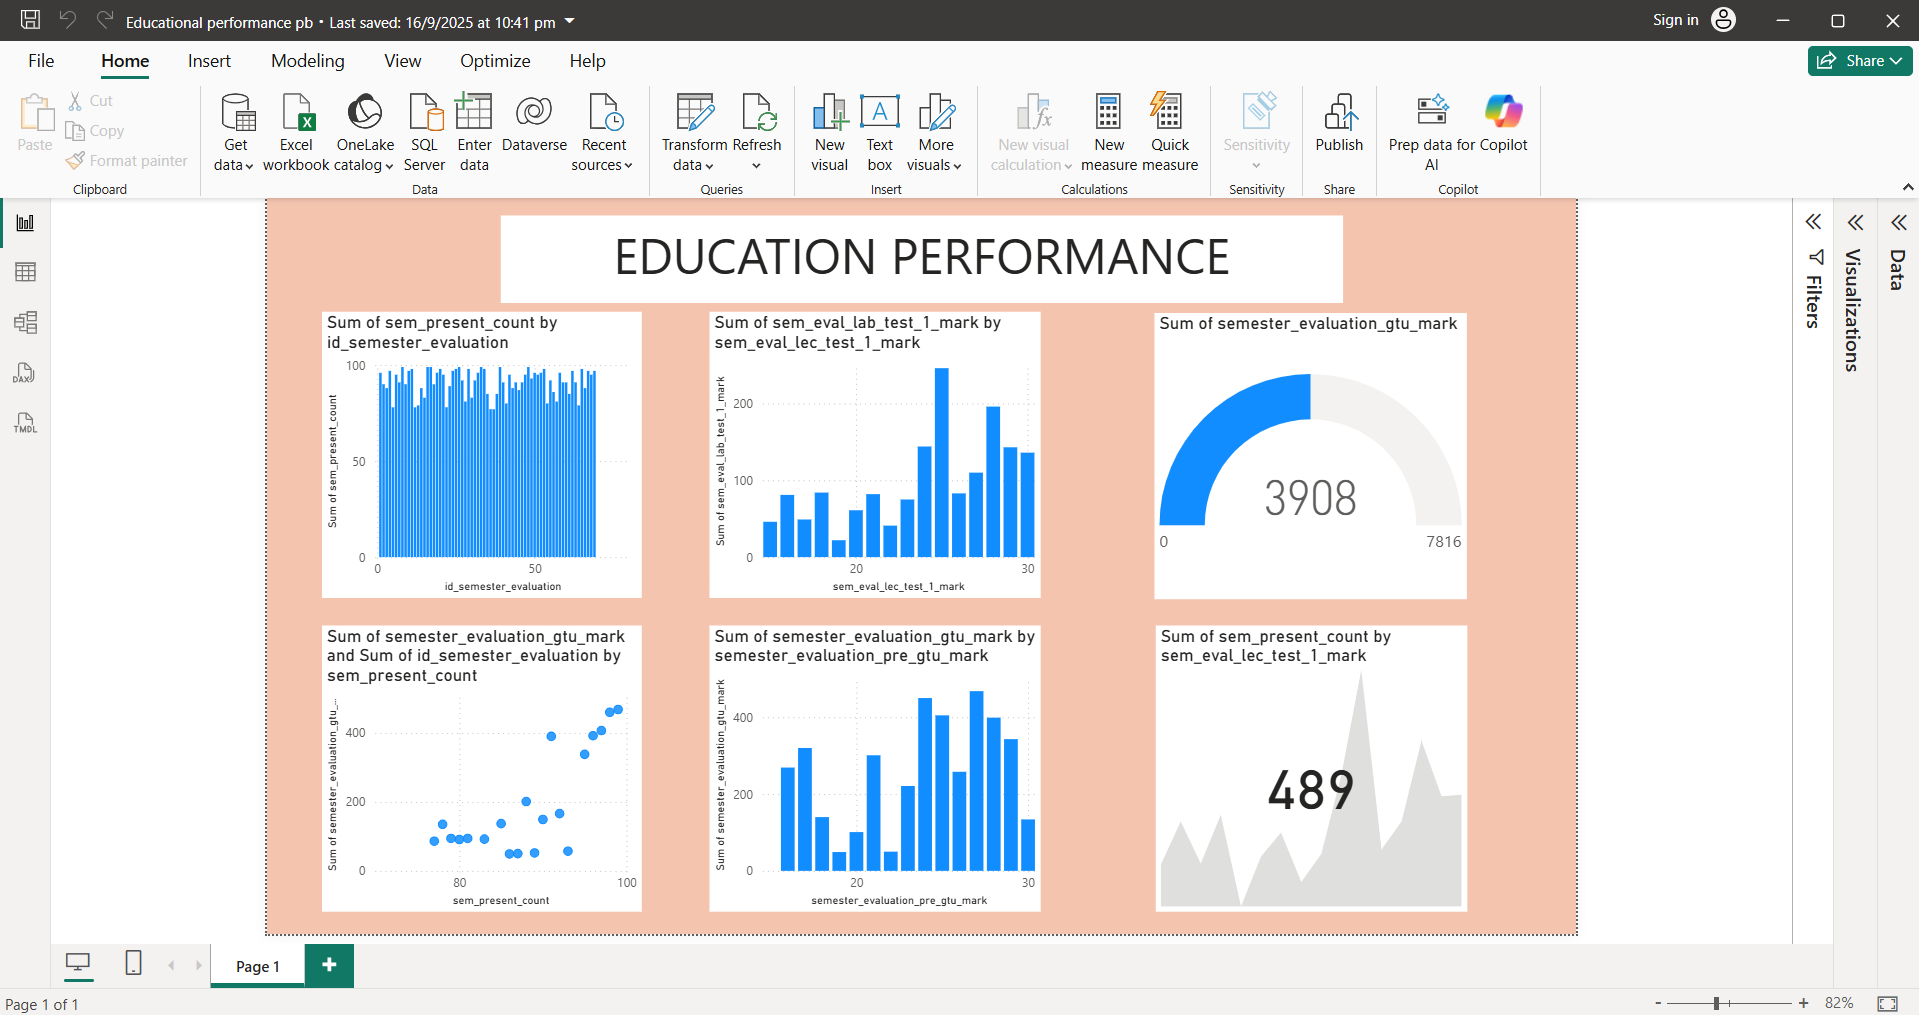 Educational performance pb • Last saved: 16/9/2025 at 10:41 pm
Sign in
File
Home
Insert
Modeling
View
Optimize
Help
Share
Paste
Cut
Copy
Format painter
Clipboard
Get
data
Excel
workbook
OneLake
catalog
SQL
Server
Enter
data
Dataverse
Recent
sources
Data
Transform
data
Refresh
Queries
New
visual
Text
box
More
visuals
Insert
New visual
calculation
New
measure
Quick
measure
Calculations
Sensitivity
Sensitivity
Publish
Share
Prep data for
AI
Copilot
Copilot
DAX
TMDL
Filters
Visualizations
Data
EDUCATION PERFORMANCE
Sum of sem_present_count by
id_semester_evaluation
Sum of sem_present_count
100
50
0
0
50
id_semester_evaluation
Sum of sem_eval_lab_test_1_mark by
sem_eval_lec_test_1_mark
Sum of sem_eval_lab_test_1_mark
200
100
0
20
30
sem_eval_lec_test_1_mark
Sum of semester_evaluation_gtu_mark
3908
0
7816
Sum of semester_evaluation_gtu_mark
and Sum of id_semester_evaluation by
sem_present_count
Sum of semester_evaluation_gtu_...
400
200
0
80
100
sem_present_count
Sum of semester_evaluation_gtu_mark by
semester_evaluation_pre_gtu_mark
Sum of semester_evaluation_gtu_mark
400
200
0
20
30
semester_evaluation_pre_gtu_mark
Sum of sem_present_count by
sem_eval_lec_test_1_mark
489
Page 1
Page 1 of 1
82%